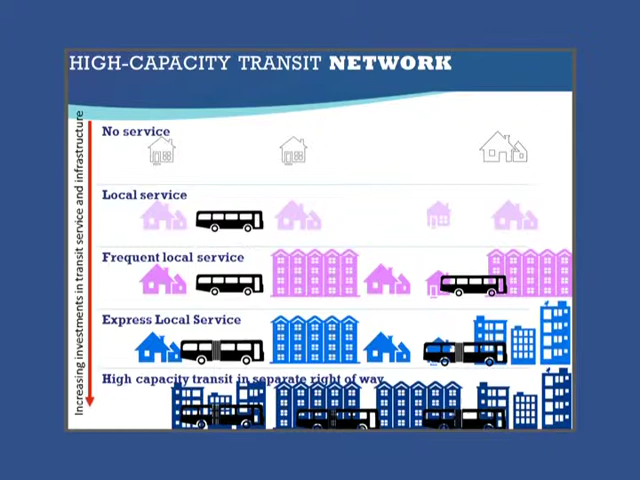 HIGH-CAPACITY TRANSIT NETWORK
Increasing investments in transit service and infrastructure
No service
Local service
Frequent local service
Express Local Service
High capacity transit in separate right of way